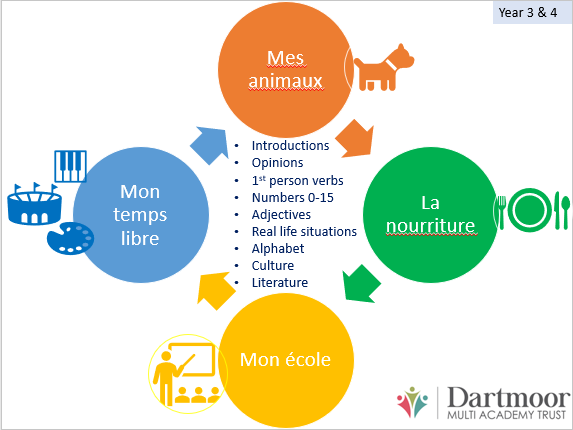 Year 3 & 4
Mes
animaux
• Introductions
• Opinions
• 1st person verbs
• Numbers 0-15
• Adjectives
• Real life situations
• Alphabet
• Culture
• Literature
La
nourriture
Mon
temps
libre
Mon école
Dartmoor
MULTI ACADEMY TRUST